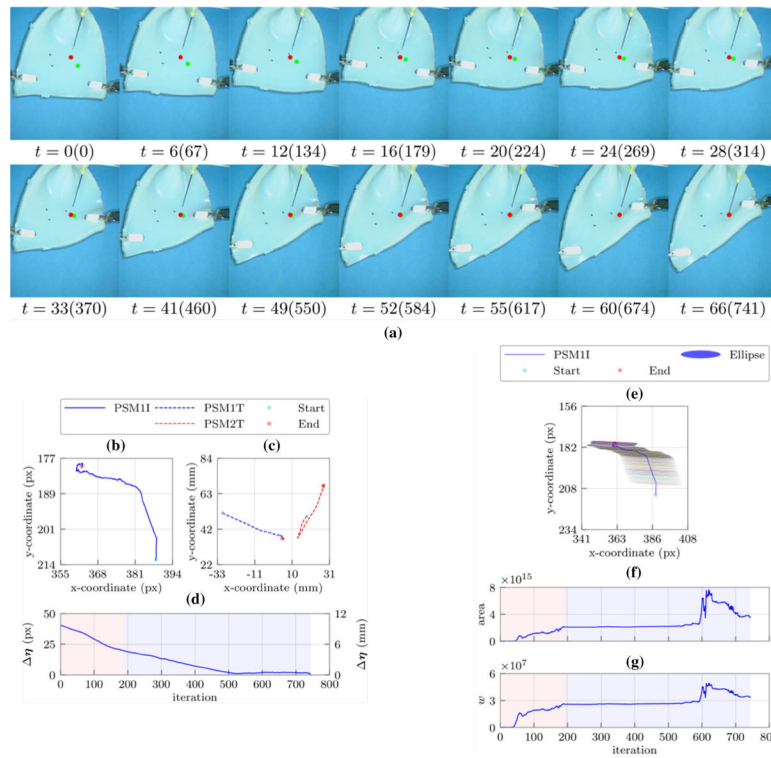 t = 0(0) t = 6(67) t = 12(134) t = 16(179) t = 20(224) t = 24(269) t = 28(314)
t = 33(370) t = 41(460) t = 49(550) t = 52(584) t = 55(617) t = 60(674) t = 66(741)
(a)
PSM1I Ellipse
Start End
(e)
156
182
208
234
y-coordinate (px)
341 363 386 408
x-coordinate (px)
PSM1I PSM1T Start
PSM2T End
(b) (c)
177
189
201
214
y-coordinate (px)
355 368 381 394
x-coordinate (px)
84
63
42
22
y-coordinate (mm)
-33 -11 10 31
x-coordinate (mm)
(d)
50
25
0
Δη (px)
12
6
0
Δη (mm)
0 100 200 300 400 500 600 700 800
iteration
(f)
×10¹⁵
8
4
0
area
(g)
×10⁷
6
3
0
w
0 100 200 300 400 500 600 700 800
iteration